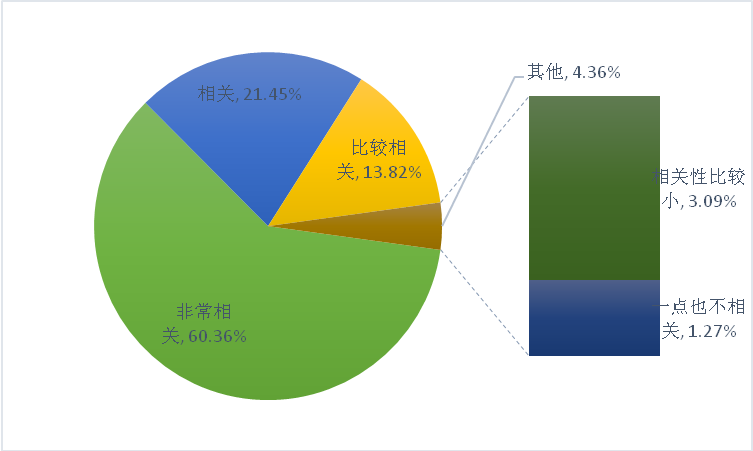 其他, 4.36%
相关, 21.45%
比较相
关, 13.82%
相关性比较
小, 3.09%
非常相
关, 60.36%
一点也不相
关, 1.27%